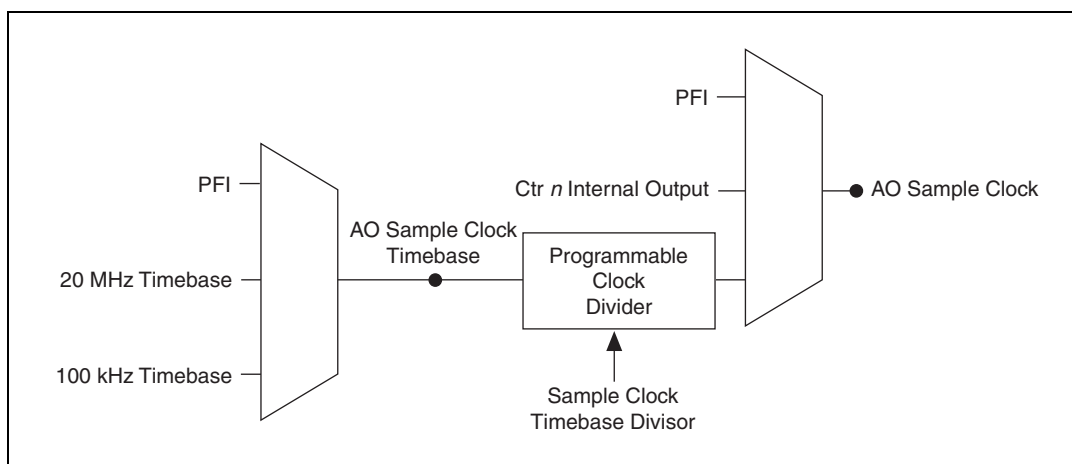 PFI
20 MHz Timebase
100 kHz Timebase
AO Sample Clock
Timebase
Programmable
Clock
Divider
Sample Clock
Timebase Divisor
PFI
Ctr n Internal Output
AO Sample Clock